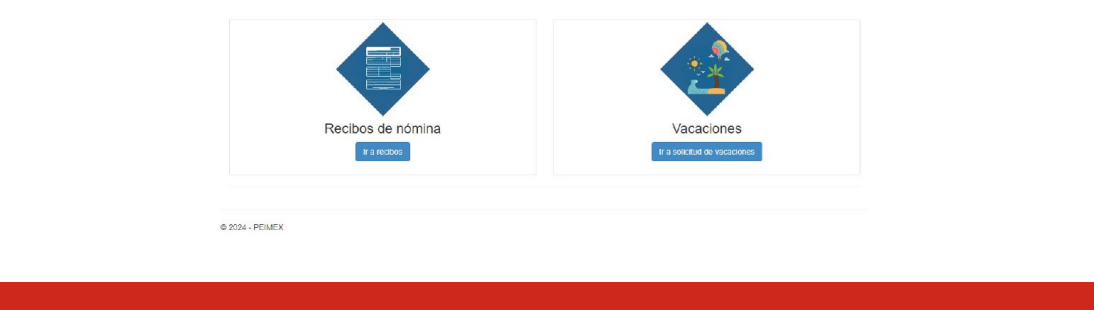 Recibos de nómina
Ir a recibos
Vacaciones
Ir a solicitud de vacaciones
© 2024 - PEIMEX